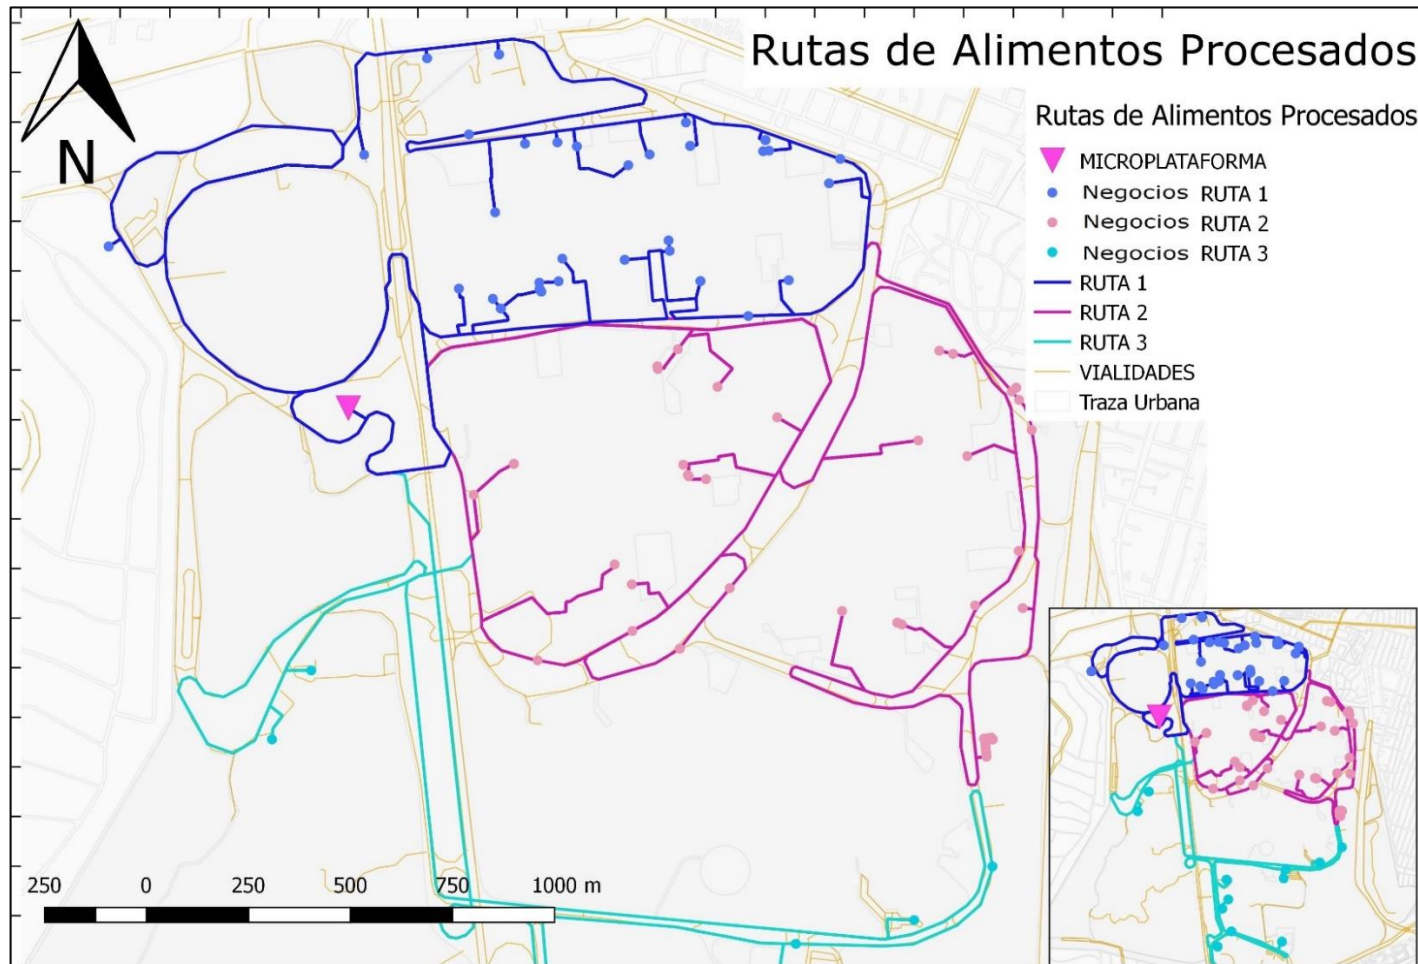 Rutas de Alimentos Procesados
N
Rutas de Alimentos Procesados
MICROPLATAFORMA
Negocios RUTA 1
Negocios RUTA 2
Negocios RUTA 3
RUTA 1
RUTA 2
RUTA 3
VIALIDADES
Traza Urbana
250 0 250 500 750 1000 m